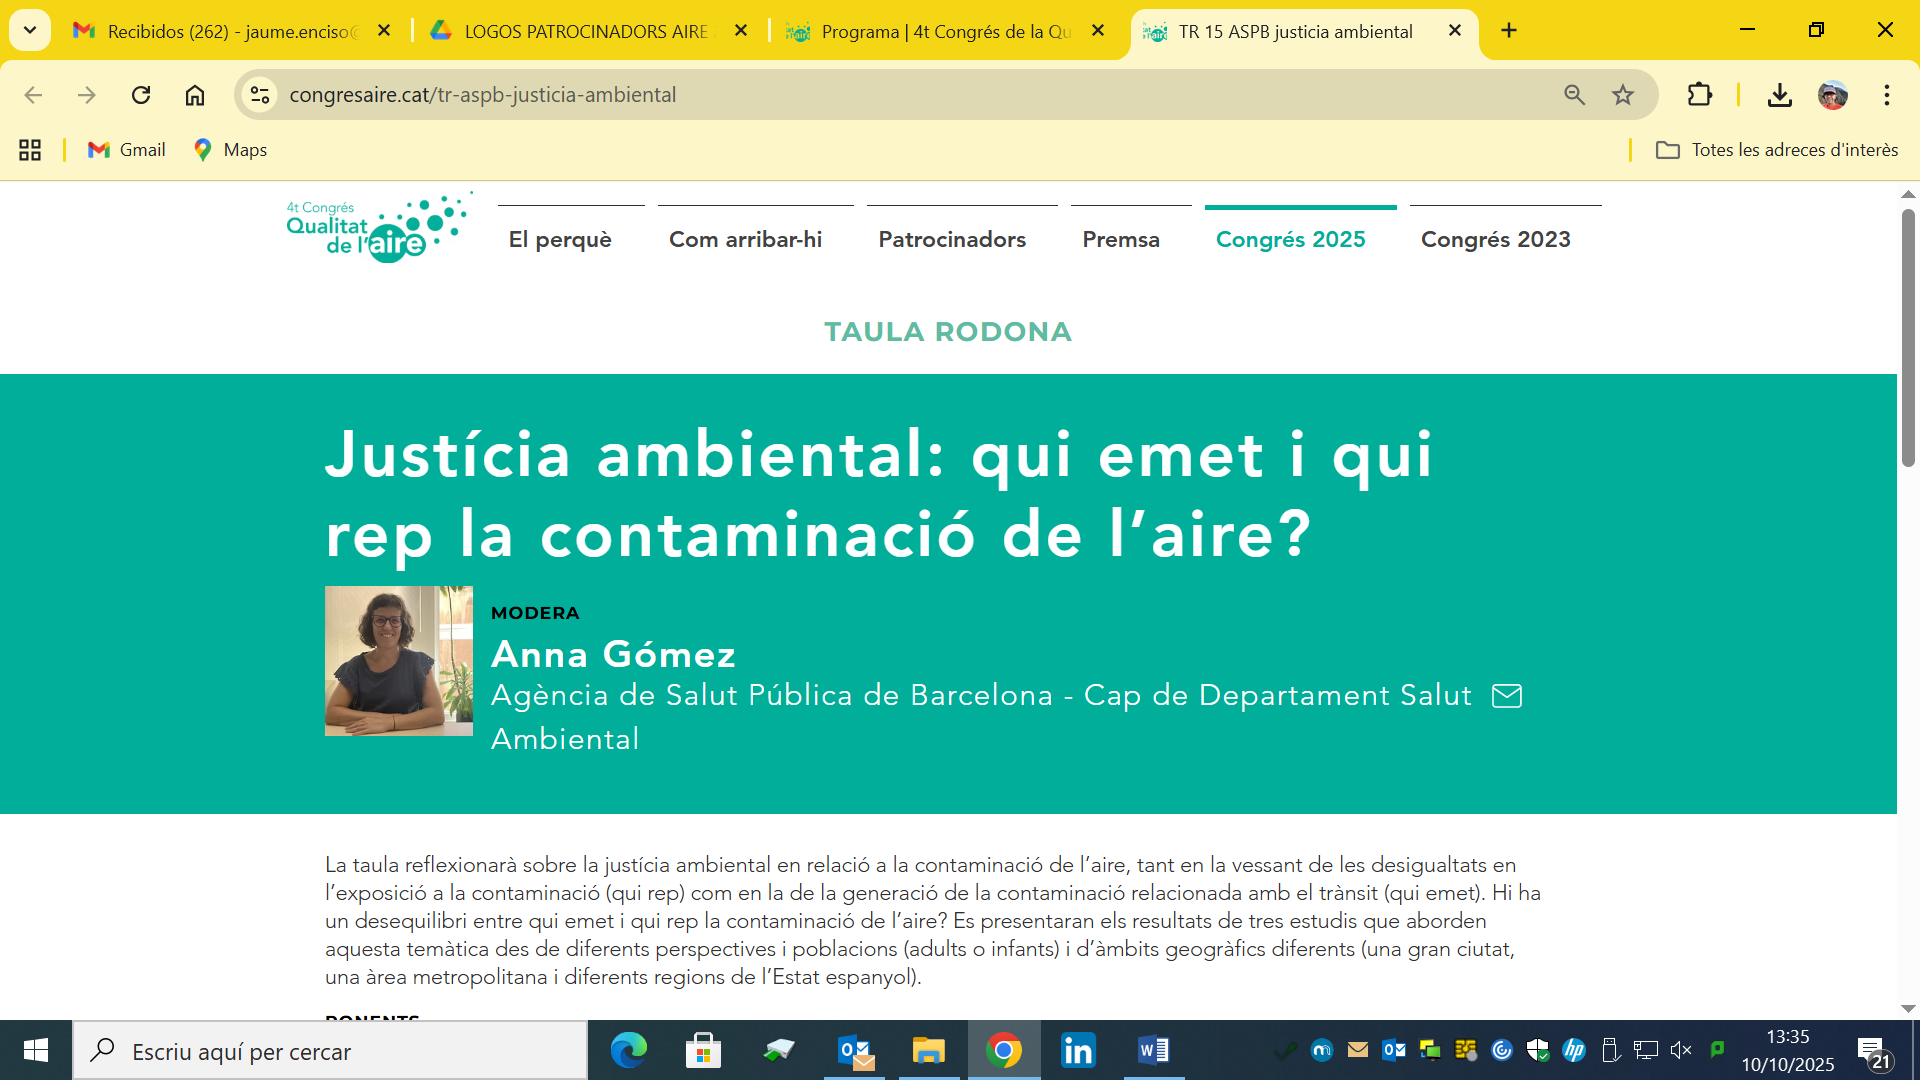 Recibidos (262) - jaume.enciso@
LOGOS PATROCINADORS AIRE
Programa | 4t Congrés de la Qu
TR 15 ASPB justicia ambiental
congresaire.cat/tr-aspb-justicia-ambiental
Gmail
Maps
Totes les adreces d'interès
4t Congrés
Qualitat
de l'aire
El perquè
Com arribar-hi
Patrocinadors
Premsa
Congrés 2025
Congrés 2023
TAULA RODONA
Justícia ambiental: qui emet i qui
rep la contaminació de l’aire?
MODERA
Anna Gómez
Agència de Salut Pública de Barcelona - Cap de Departament Salut
Ambiental
La taula reflexionarà sobre la justícia ambiental en relació a la contaminació de l’aire, tant en la vessant de les desigualtats en
l’exposició a la contaminació (qui rep) com en la de la generació de la contaminació relacionada amb el trànsit (qui emet). Hi ha
un desequilibri entre qui emet i qui rep la contaminació de l’aire? Es presentaran els resultats de tres estudis que aborden
aquesta temàtica des de diferents perspectives i poblacions (adults o infants) i d’àmbits geogràfics diferents (una gran ciutat,
una àrea metropolitana i diferents regions de l’Estat espanyol).
PONENTS
Escriu aquí per cercar
13:35
10/10/2025
21